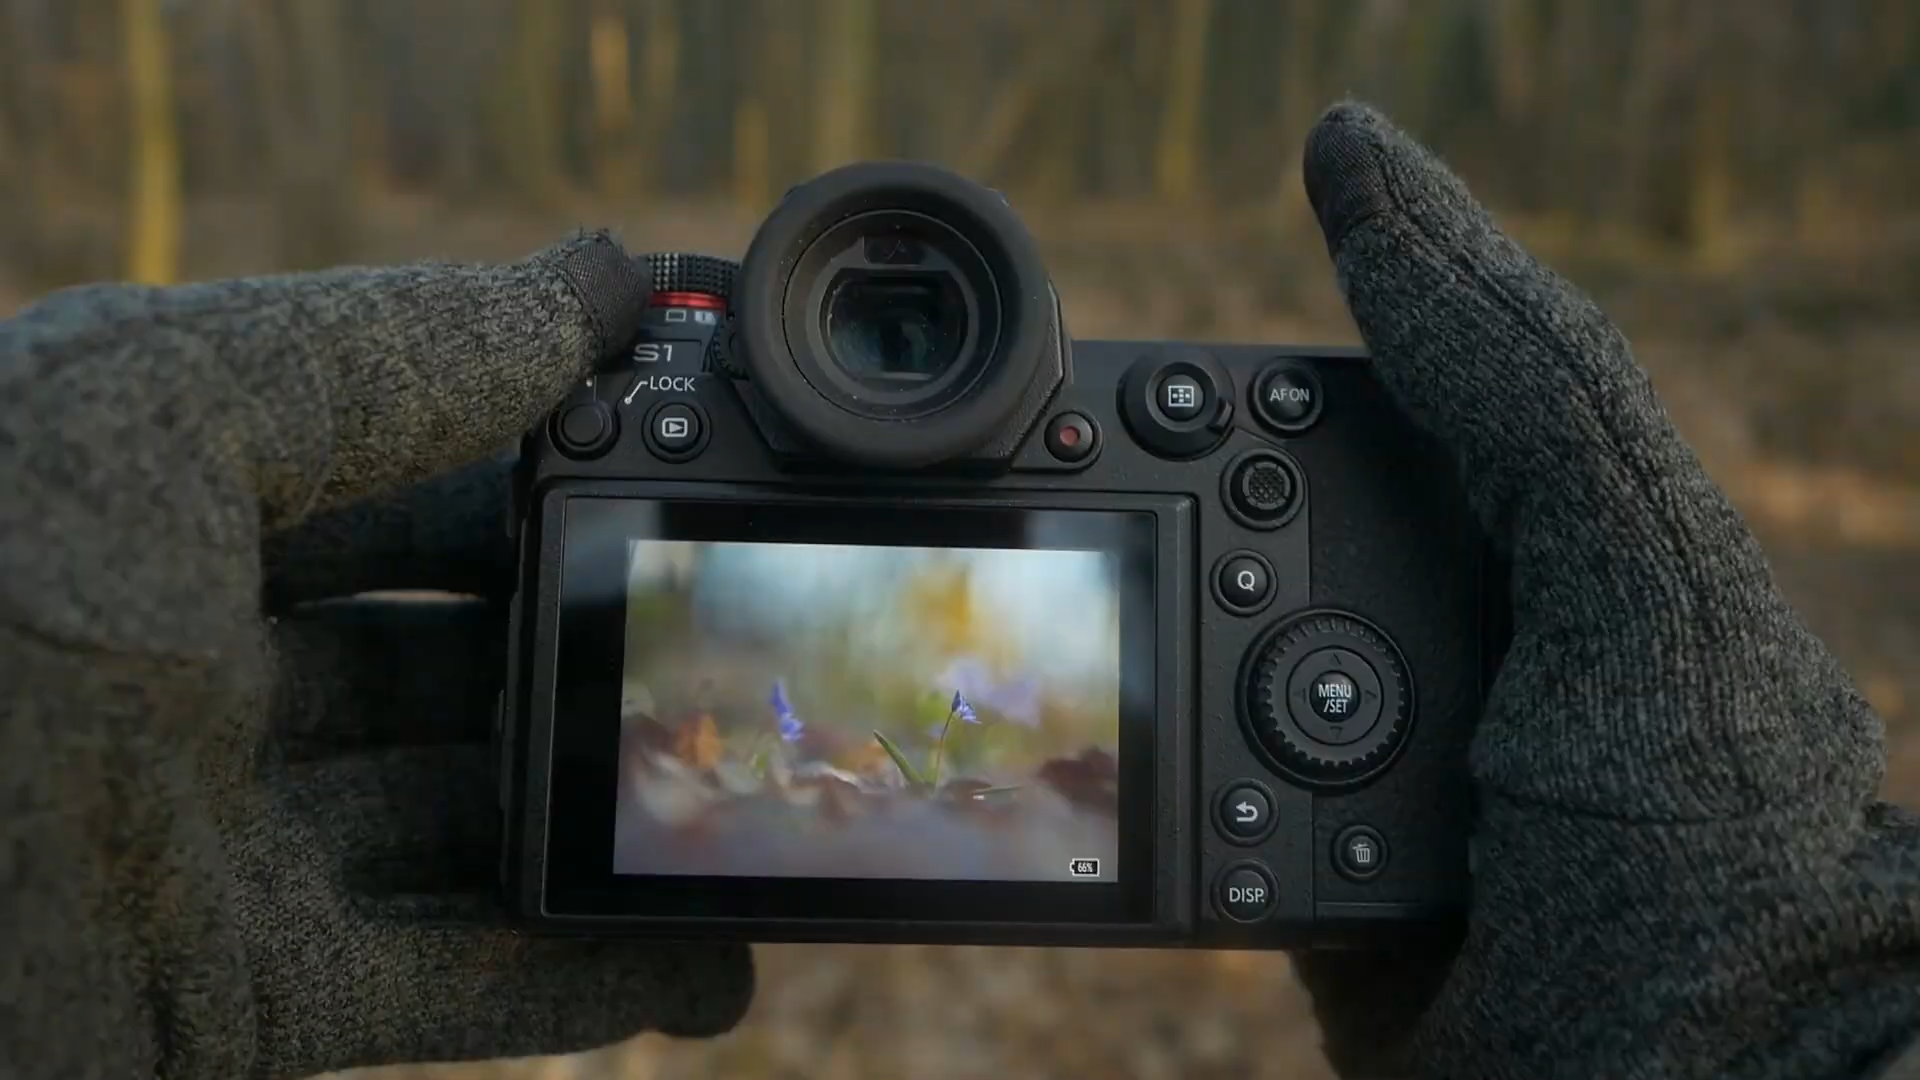 S1
LOCK
AF ON
Q
MENU
/SET
DISP.
66%